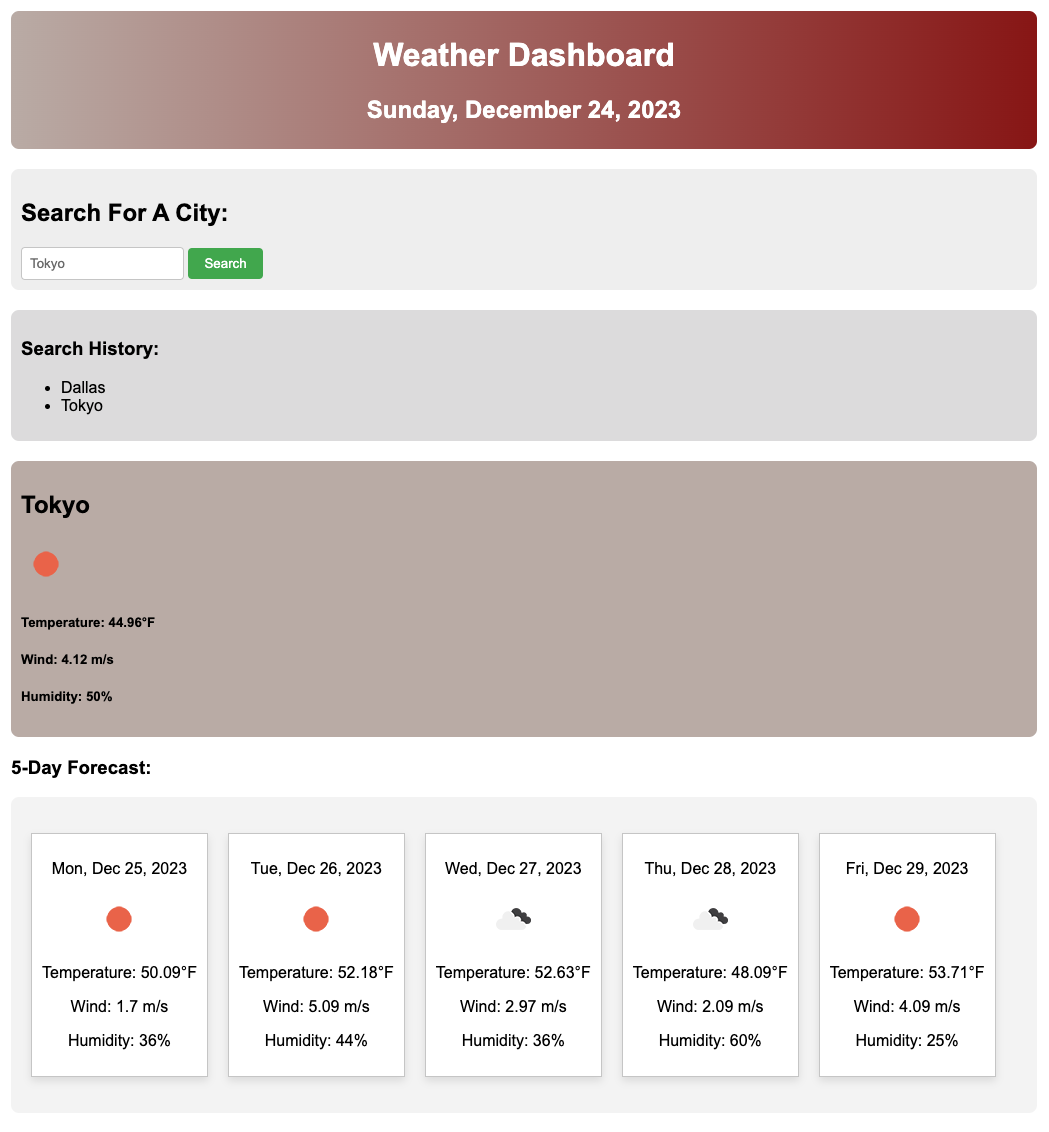 Weather Dashboard
Sunday, December 24, 2023
Search For A City:
Tokyo Search
Search History:
• Dallas
• Tokyo
Tokyo
Temperature: 44.96°F
Wind: 4.12 m/s
Humidity: 50%
5-Day Forecast:
Mon, Dec 25, 2023
Temperature: 50.09°F
Wind: 1.7 m/s
Humidity: 36%
Tue, Dec 26, 2023
Temperature: 52.18°F
Wind: 5.09 m/s
Humidity: 44%
Wed, Dec 27, 2023
Temperature: 52.63°F
Wind: 2.97 m/s
Humidity: 36%
Thu, Dec 28, 2023
Temperature: 48.09°F
Wind: 2.09 m/s
Humidity: 60%
Fri, Dec 29, 2023
Temperature: 53.71°F
Wind: 4.09 m/s
Humidity: 25%